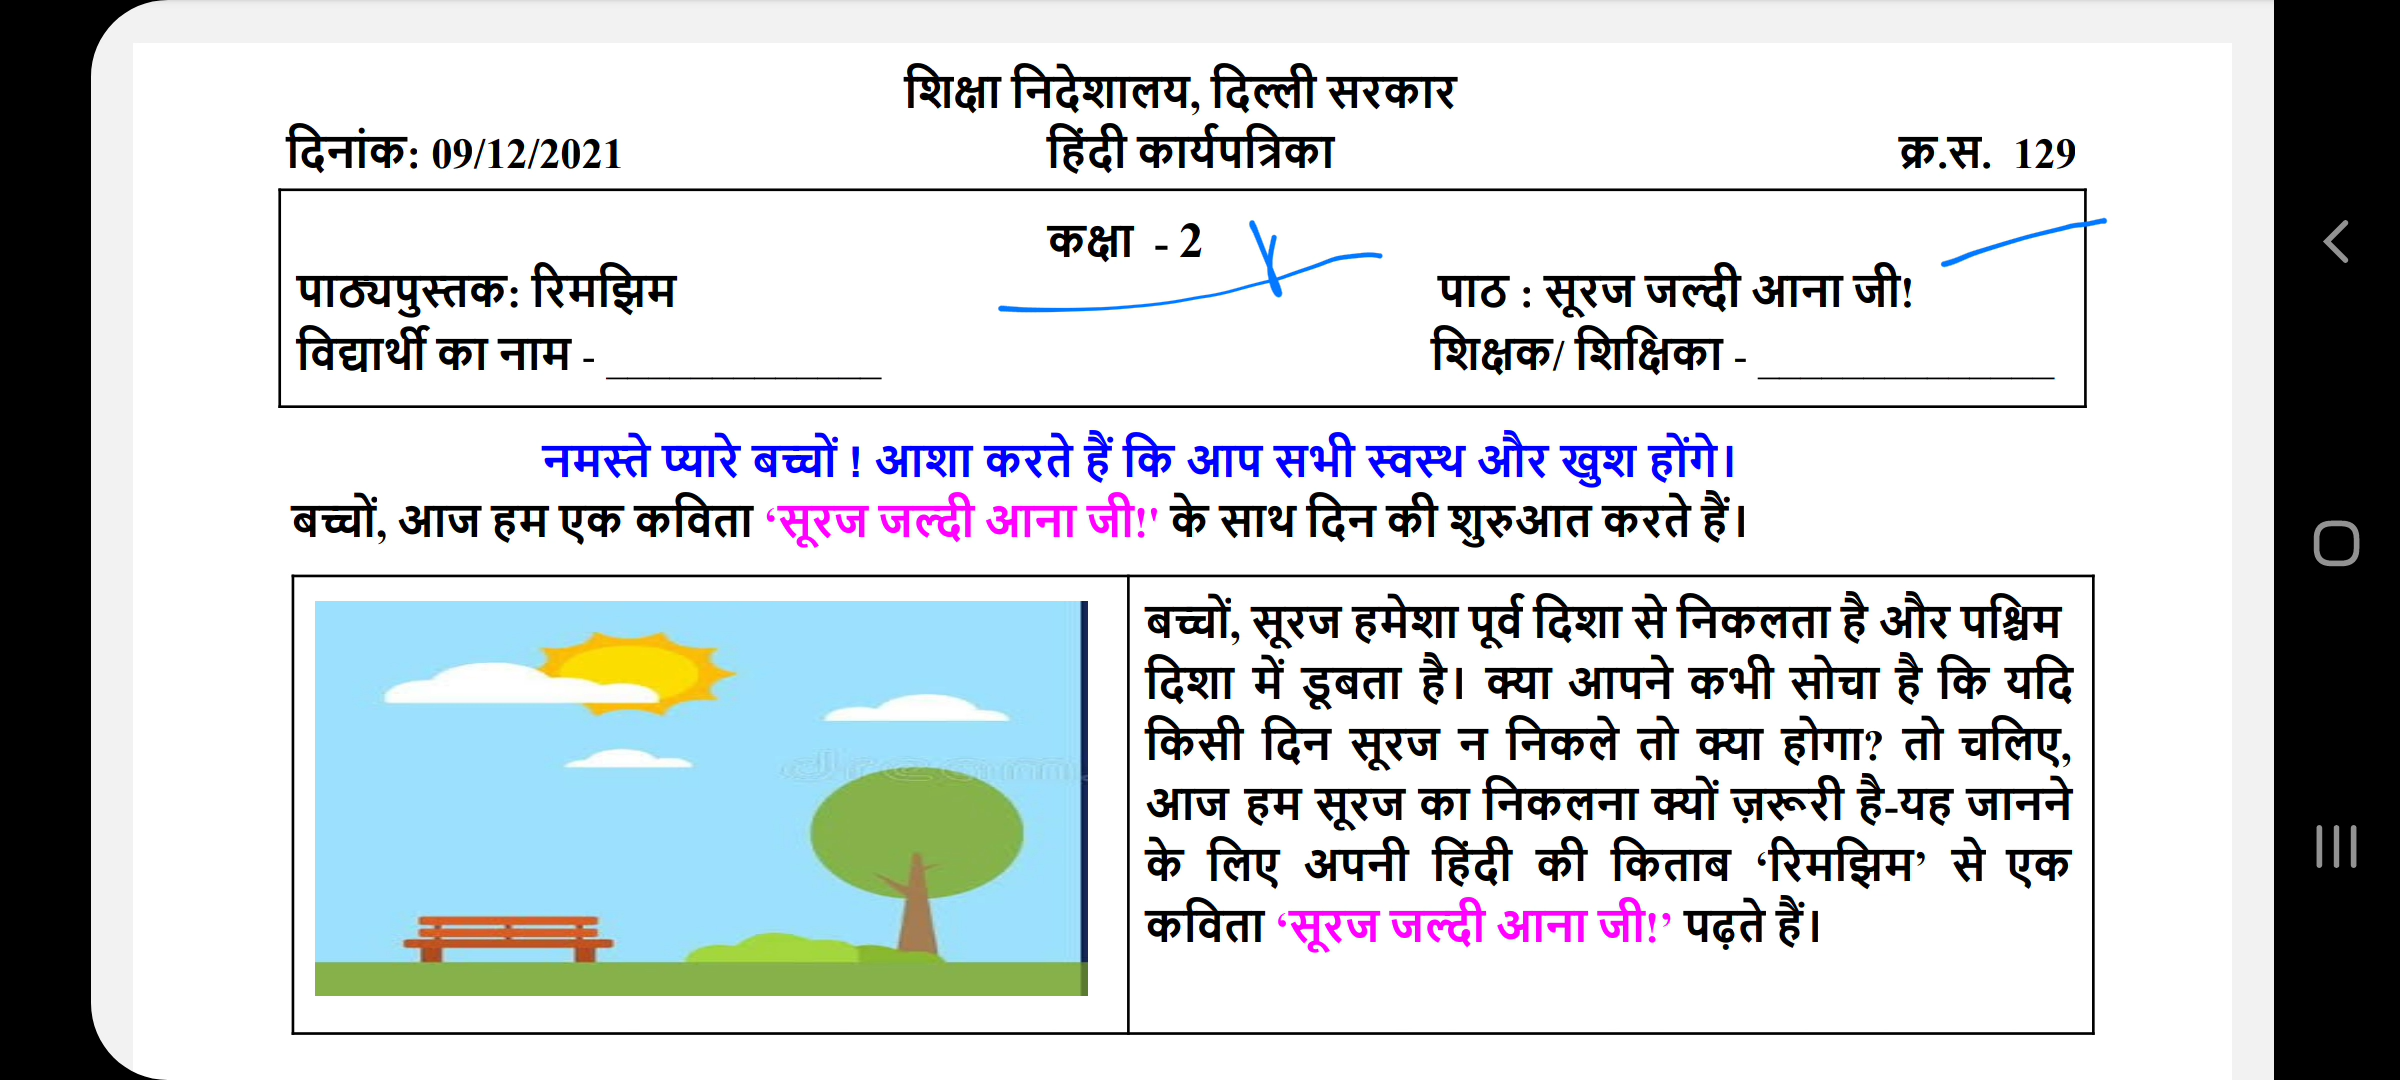 शिक्षा निदेशालय, दिल्ली सरकार
दिनांक: 09/12/2021 हिंदी कार्यपत्रिका क्र.स. 129
कक्षा - 2
पाठ्यपुस्तक: रिमझिम पाठ : सूरज जल्दी आना जी!
विद्यार्थी का नाम - _____________ शिक्षक/ शिक्षिका - ______________
नमस्ते प्यारे बच्चों ! आशा करते हैं कि आप सभी स्वस्थ और खुश होंगे।
बच्चों, आज हम एक कविता ‘सूरज जल्दी आना जी!' के साथ दिन की शुरुआत करते हैं।
बच्चों, सूरज हमेशा पूर्व दिशा से निकलता है और पश्चिम
दिशा में डूबता है। क्या आपने कभी सोचा है कि यदि
किसी दिन सूरज न निकले तो क्या होगा? तो चलिए,
आज हम सूरज का निकलना क्यों ज़रूरी है-यह जानने
के लिए अपनी हिंदी की किताब ‘रिमझिम’ से एक
कविता ‘सूरज जल्दी आना जी!’ पढ़ते हैं।